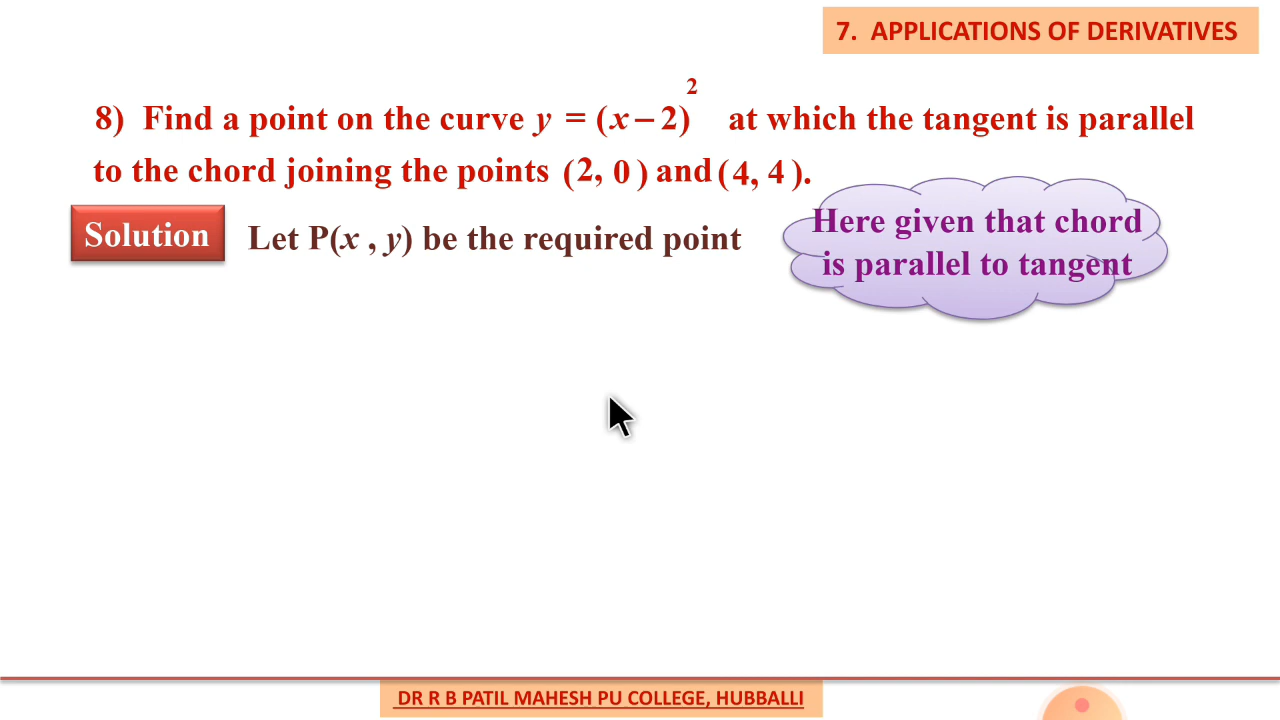 7. APPLICATIONS OF DERIVATIVES
8) Find a point on the curve y = (x − 2)² at which the tangent is parallel
to the chord joining the points (2, 0) and (4, 4).
Solution
Let P(x , y) be the required point
Here given that chord
is parallel to tangent
DR R B PATIL MAHESH PU COLLEGE, HUBBALLI